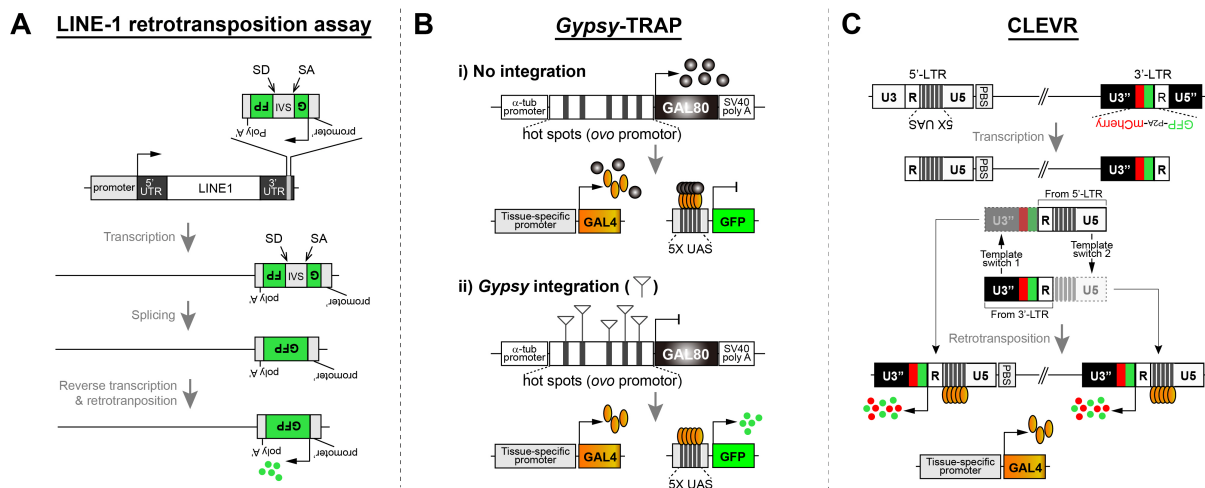 A
LINE-1 retrotransposition assay
SD
SA
FP
IVS
G
Poly A'
promoter'
promoter
5'
UTR
LINE1
3'
UTR
Transcription
SD
SA
FP
IVS
G
poly A'
promoter'
Splicing
GFP
poly A'
promoter'
Reverse transcription
& retrotranposition
GFP
poly A'
promoter'
B
Gypsy-TRAP
i) No integration
α-tub
promoter
GAL80
SV40
poly A
hot spots (ovo promotor)
Tissue-specific
promoter
GAL4
GFP
5X UAS
ii) Gypsy integration ( )
α-tub
promoter
GAL80
SV40
poly A
hot spots (ovo promotor)
Tissue-specific
promoter
GAL4
GFP
5X UAS
C
CLEVR
5'-LTR
3'-LTR
U3
R
U5
PBS
U3”
R
U5”
5X UAS
GFP-P2A-mCherry
Transcription
R
U5
PBS
U3”
R
From 5'-LTR
U3”
R
U5
Template
switch 1
Template
switch 2
U3”
R
U5
From 3'-LTR
Retrotransposition
U3”
R
U5
PBS
U3”
R
U5
Tissue-specific
promoter
GAL4